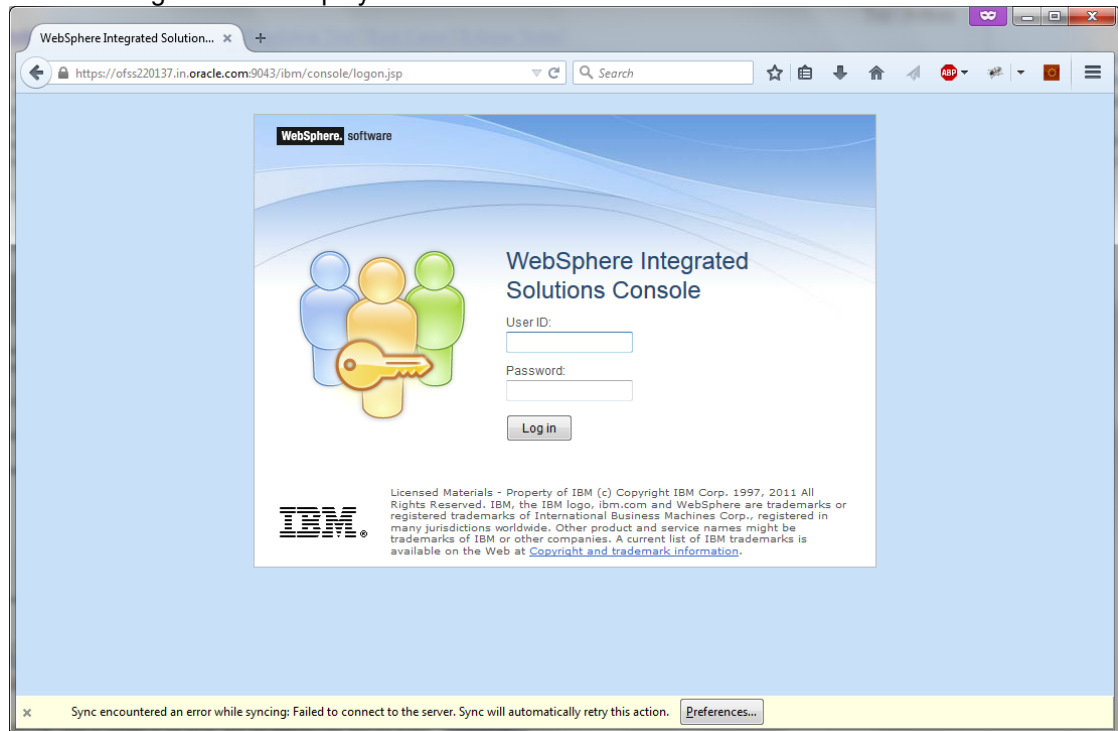 WebSphere Integrated Solution... × +
https://ofss220137.in.oracle.com:9043/ibm/console/logon.jsp Search ABP
WebSphere. software
WebSphere Integrated
Solutions Console
User ID:
Password:
Log in
Licensed Materials - Property of IBM (c) Copyright IBM Corp. 1997, 2011 All
Rights Reserved. IBM, the IBM logo, ibm.com and WebSphere are trademarks or
registered trademarks of International Business Machines Corp., registered in
many jurisdictions worldwide. Other product and service names might be
trademarks of IBM or other companies. A current list of IBM trademarks is
available on the Web at Copyright and trademark information.
IBM®
× Sync encountered an error while syncing: Failed to connect to the server. Sync will automatically retry this action. Preferences...